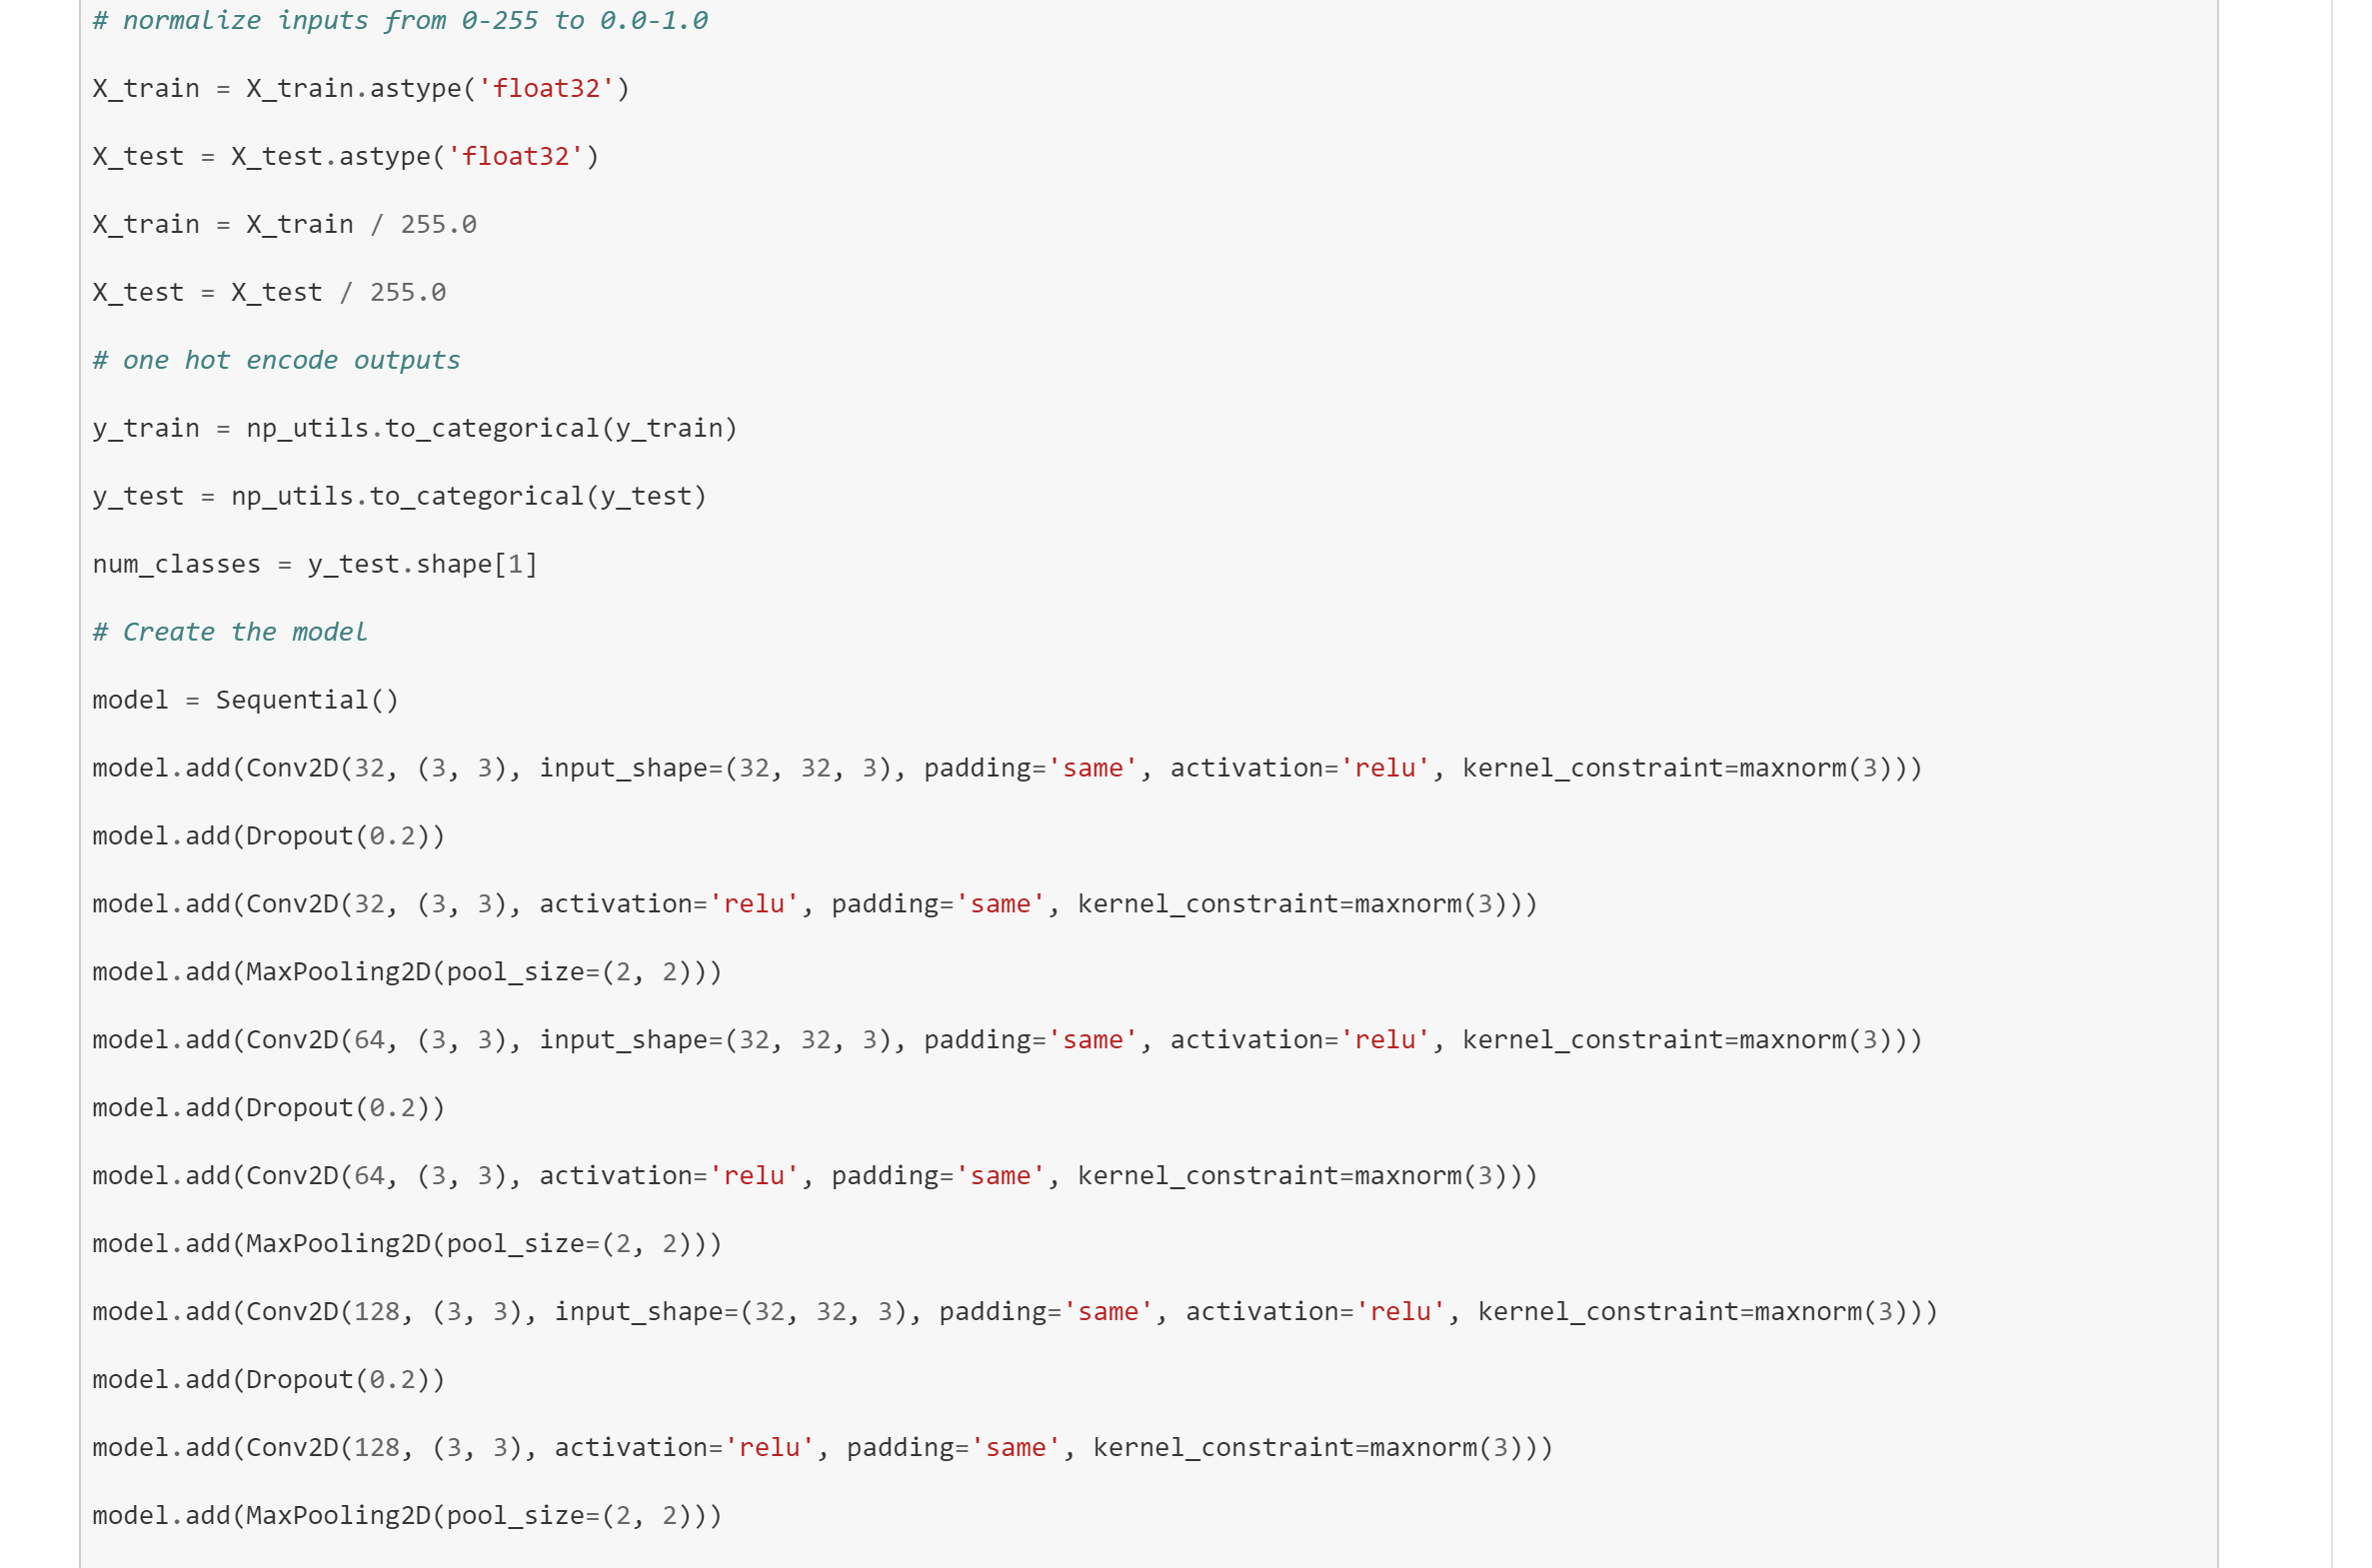 # normalize inputs from 0-255 to 0.0-1.0
X_train = X_train.astype('float32')
X_test = X_test.astype('float32')
X_train = X_train / 255.0
X_test = X_test / 255.0
# one hot encode outputs
y_train = np_utils.to_categorical(y_train)
y_test = np_utils.to_categorical(y_test)
num_classes = y_test.shape[1]
# Create the model
model = Sequential()
model.add(Conv2D(32, (3, 3), input_shape=(32, 32, 3), padding='same', activation='relu', kernel_constraint=maxnorm(3)))
model.add(Dropout(0.2))
model.add(Conv2D(32, (3, 3), activation='relu', padding='same', kernel_constraint=maxnorm(3)))
model.add(MaxPooling2D(pool_size=(2, 2)))
model.add(Conv2D(64, (3, 3), input_shape=(32, 32, 3), padding='same', activation='relu', kernel_constraint=maxnorm(3)))
model.add(Dropout(0.2))
model.add(Conv2D(64, (3, 3), activation='relu', padding='same', kernel_constraint=maxnorm(3)))
model.add(MaxPooling2D(pool_size=(2, 2)))
model.add(Conv2D(128, (3, 3), input_shape=(32, 32, 3), padding='same', activation='relu', kernel_constraint=maxnorm(3)))
model.add(Dropout(0.2))
model.add(Conv2D(128, (3, 3), activation='relu', padding='same', kernel_constraint=maxnorm(3)))
model.add(MaxPooling2D(pool_size=(2, 2)))